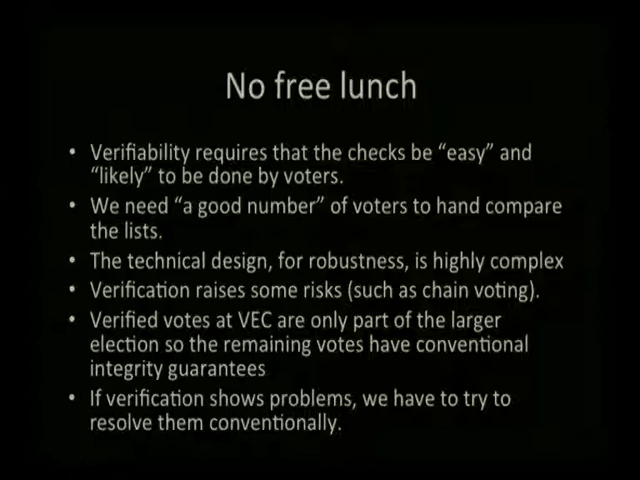 No free lunch
• Verifiability requires that the checks be “easy” and
“likely” to be done by voters.
• We need “a good number” of voters to hand compare
the lists.
• The technical design, for robustness, is highly complex
• Verification raises some risks (such as chain voting).
• Verified votes at VEC are only part of the larger
election so the remaining votes have conventional
integrity guarantees
• If verification shows problems, we have to try to
resolve them conventionally.